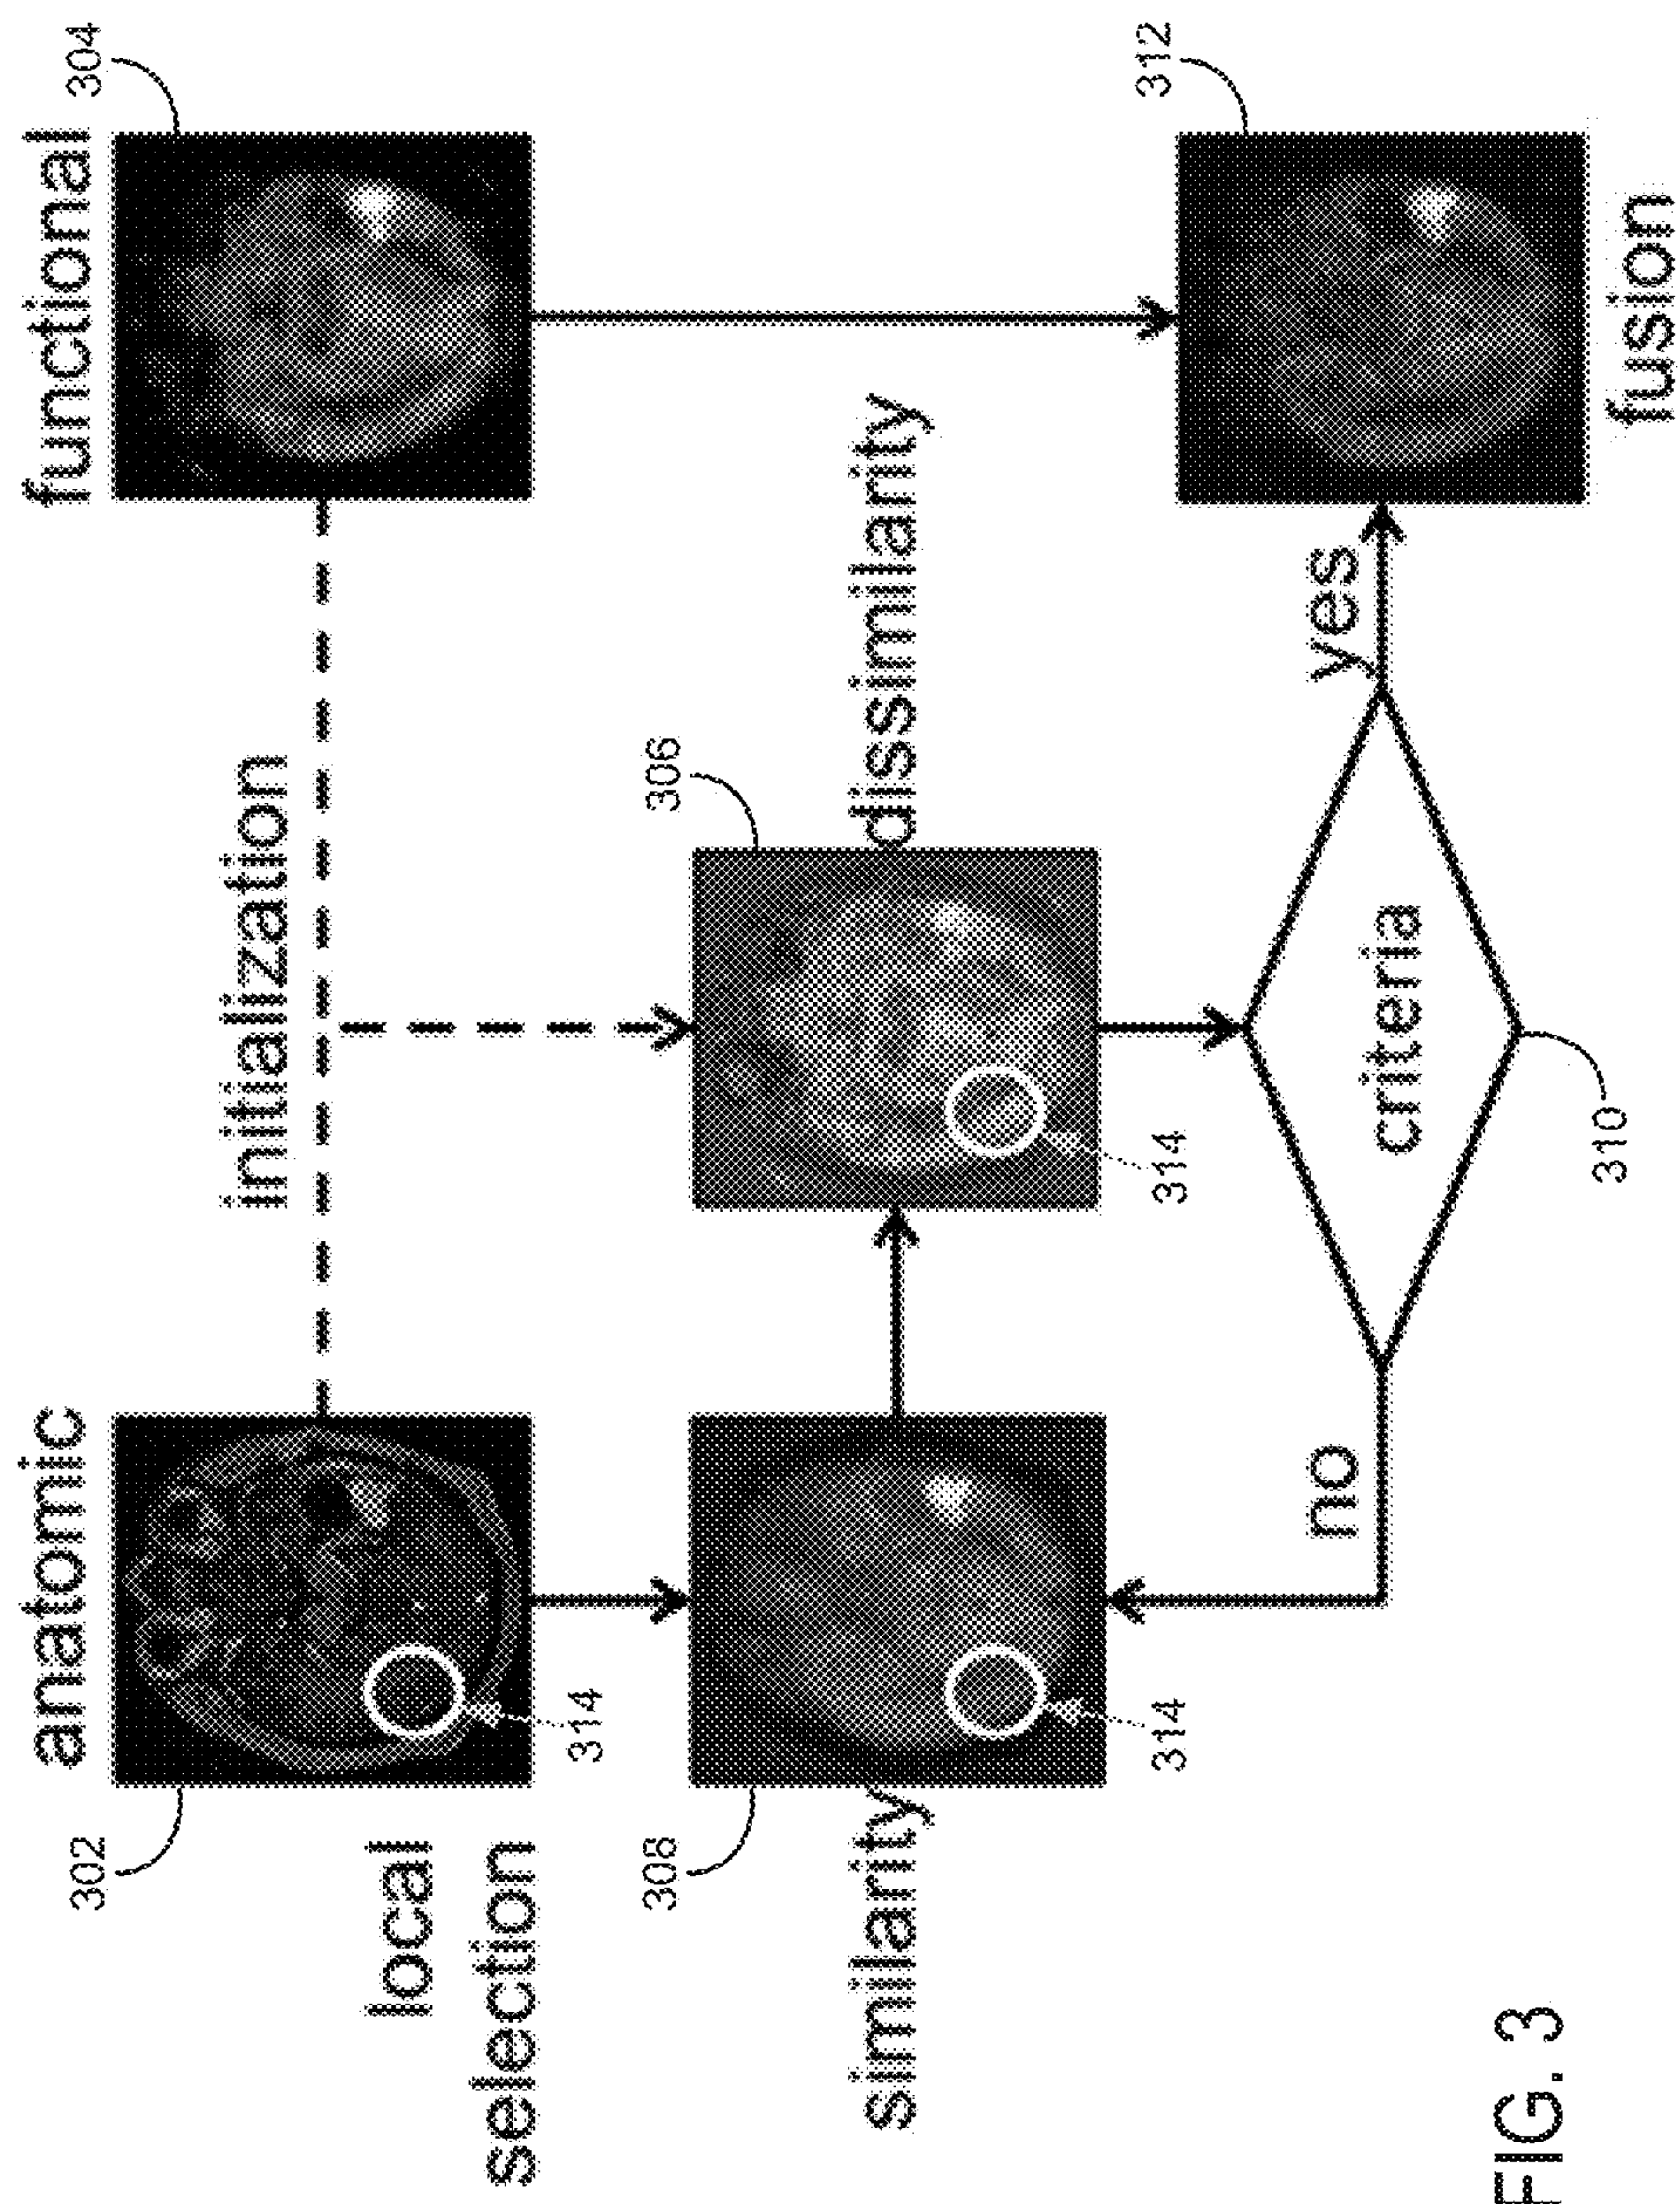 anatomic
functional
302
304
initialization
local
selection
314
308
306
similarity
dissimilarity
314
314
312
no
yes
criteria
310
fusion
FIG. 3